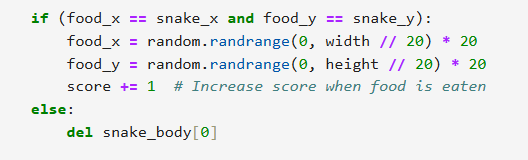 if (food_x == snake_x and food_y == snake_y):
    food_x = random.randrange(0, width // 20) * 20
    food_y = random.randrange(0, height // 20) * 20
    score += 1  # Increase score when food is eaten
else:
    del snake_body[0]